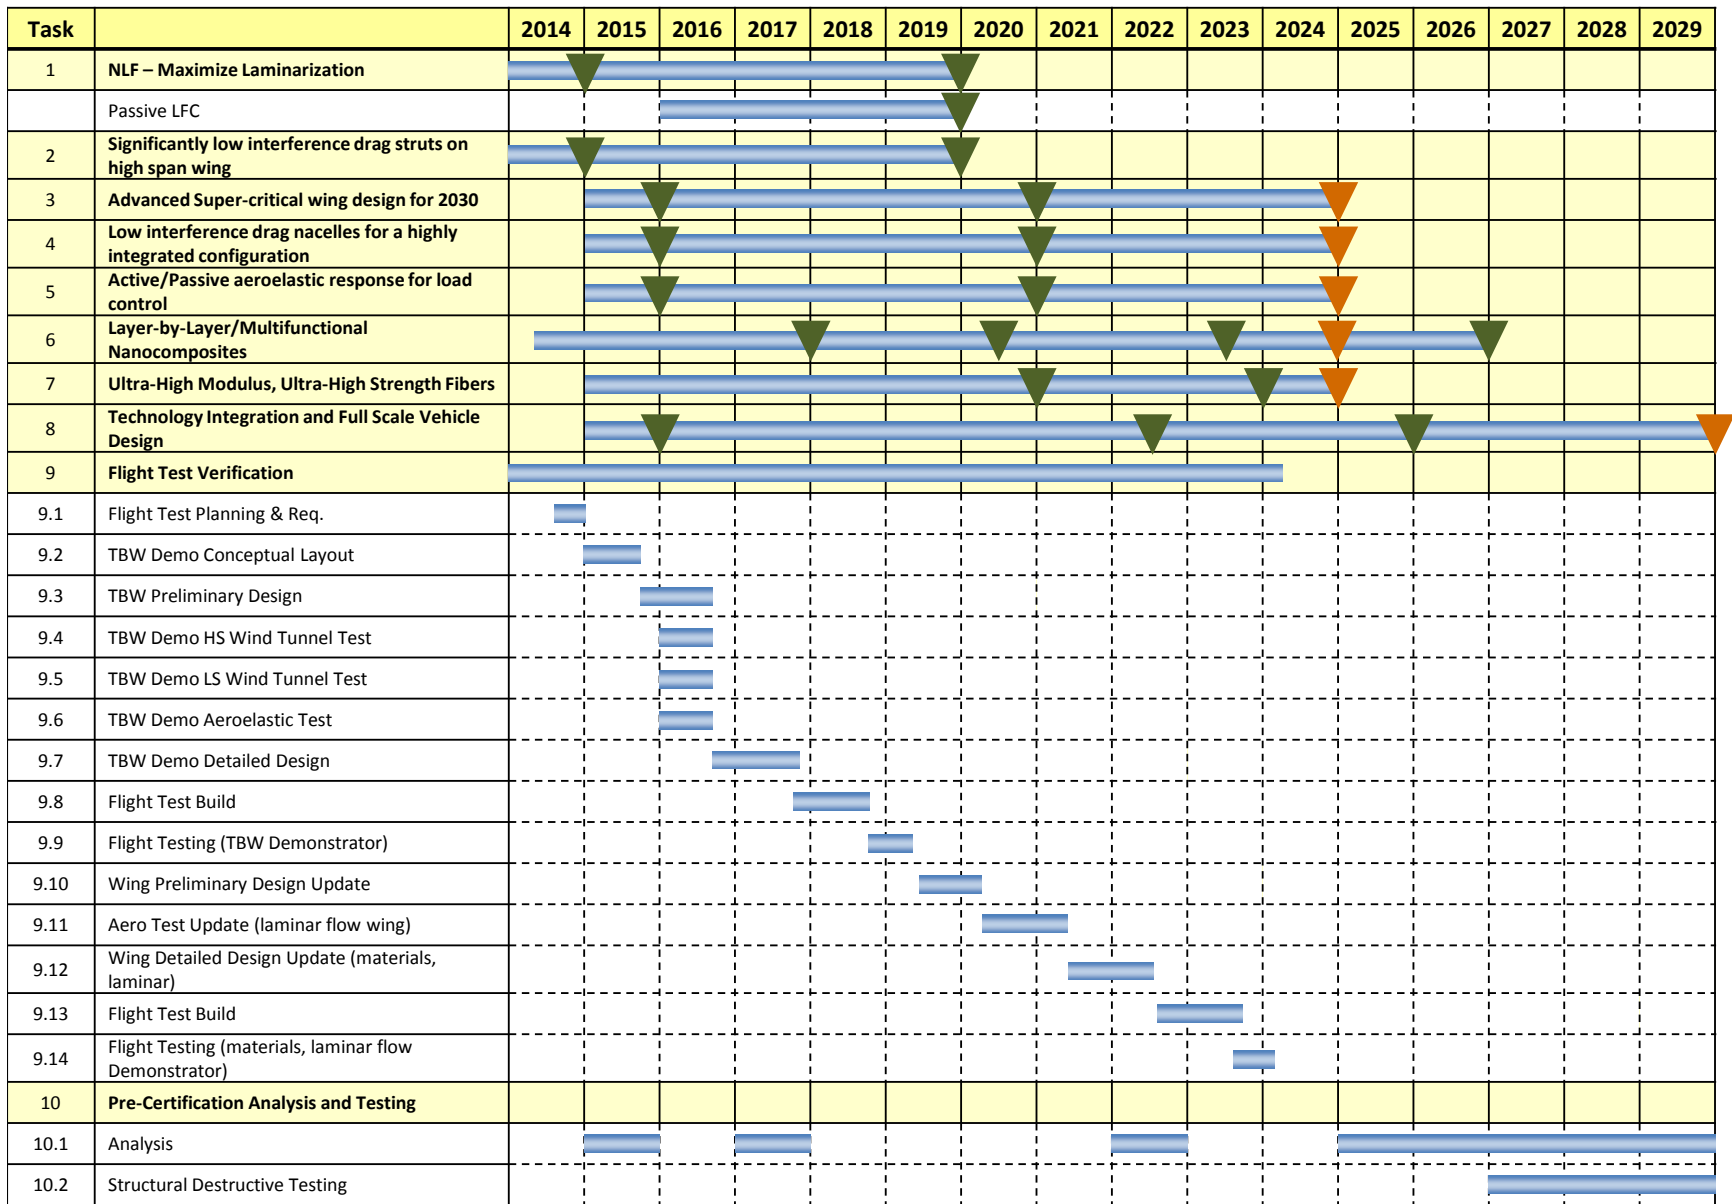 Task 2014 2015 2016 2017 2018 2019 2020 2021 2022 2023 2024 2025 2026 2027 2028 2029
1 NLF – Maximize Laminarization
Passive LFC
2 Significantly low interference drag struts on
high span wing
3 Advanced Super-critical wing design for 2030
4 Low interference drag nacelles for a highly
integrated configuration
5 Active/Passive aeroelastic response for load
control
6 Layer-by-Layer/Multifunctional
Nanocomposites
7 Ultra-High Modulus, Ultra-High Strength Fibers
8 Technology Integration and Full Scale Vehicle
Design
9 Flight Test Verification
9.1 Flight Test Planning & Req.
9.2 TBW Demo Conceptual Layout
9.3 TBW Preliminary Design
9.4 TBW Demo HS Wind Tunnel Test
9.5 TBW Demo LS Wind Tunnel Test
9.6 TBW Demo Aeroelastic Test
9.7 TBW Demo Detailed Design
9.8 Flight Test Build
9.9 Flight Testing (TBW Demonstrator)
9.10 Wing Preliminary Design Update
9.11 Aero Test Update (laminar flow wing)
9.12 Wing Detailed Design Update (materials,
laminar)
9.13 Flight Test Build
9.14 Flight Testing (materials, laminar flow
Demonstrator)
10 Pre-Certification Analysis and Testing
10.1 Analysis
10.2 Structural Destructive Testing